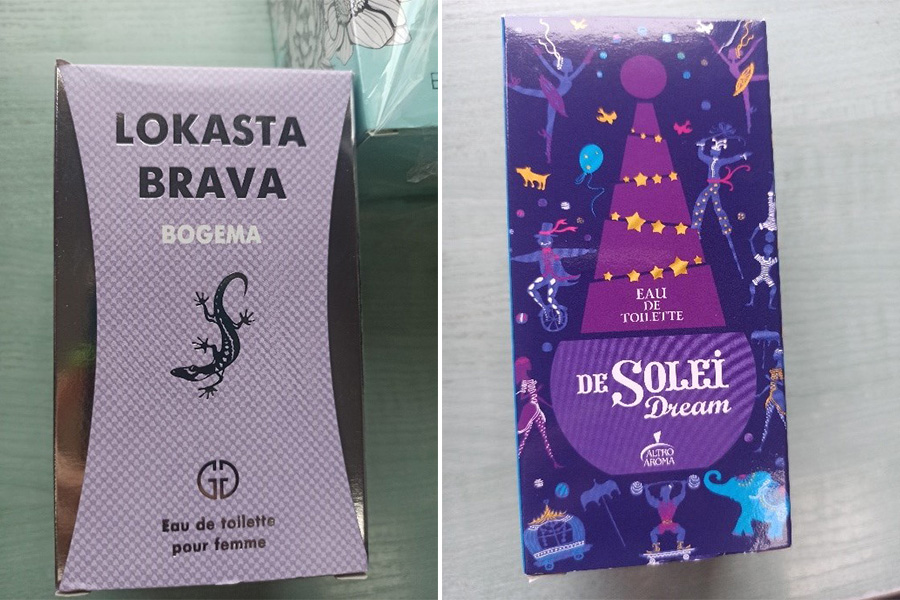 LOKASTA
BRAVA
BOGEMA
Eau de toilette
pour femme
EAU
DE
TOILETTE
DE SOLEI
Dream
ALTRO
AROMA